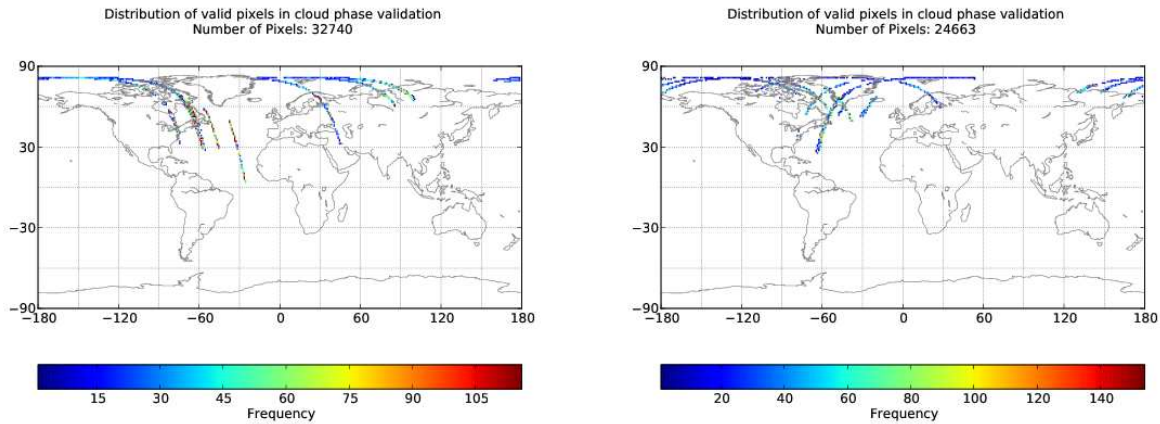 Distribution of valid pixels in cloud phase validation
Number of Pixels: 32740
90
30
−30
−90
−180 −120 −60 0 60 120 180
15 30 45 60 75 90 105
Frequency
Distribution of valid pixels in cloud phase validation
Number of Pixels: 24663
90
30
−30
−90
−180 −120 −60 0 60 120 180
20 40 60 80 100 120 140
Frequency